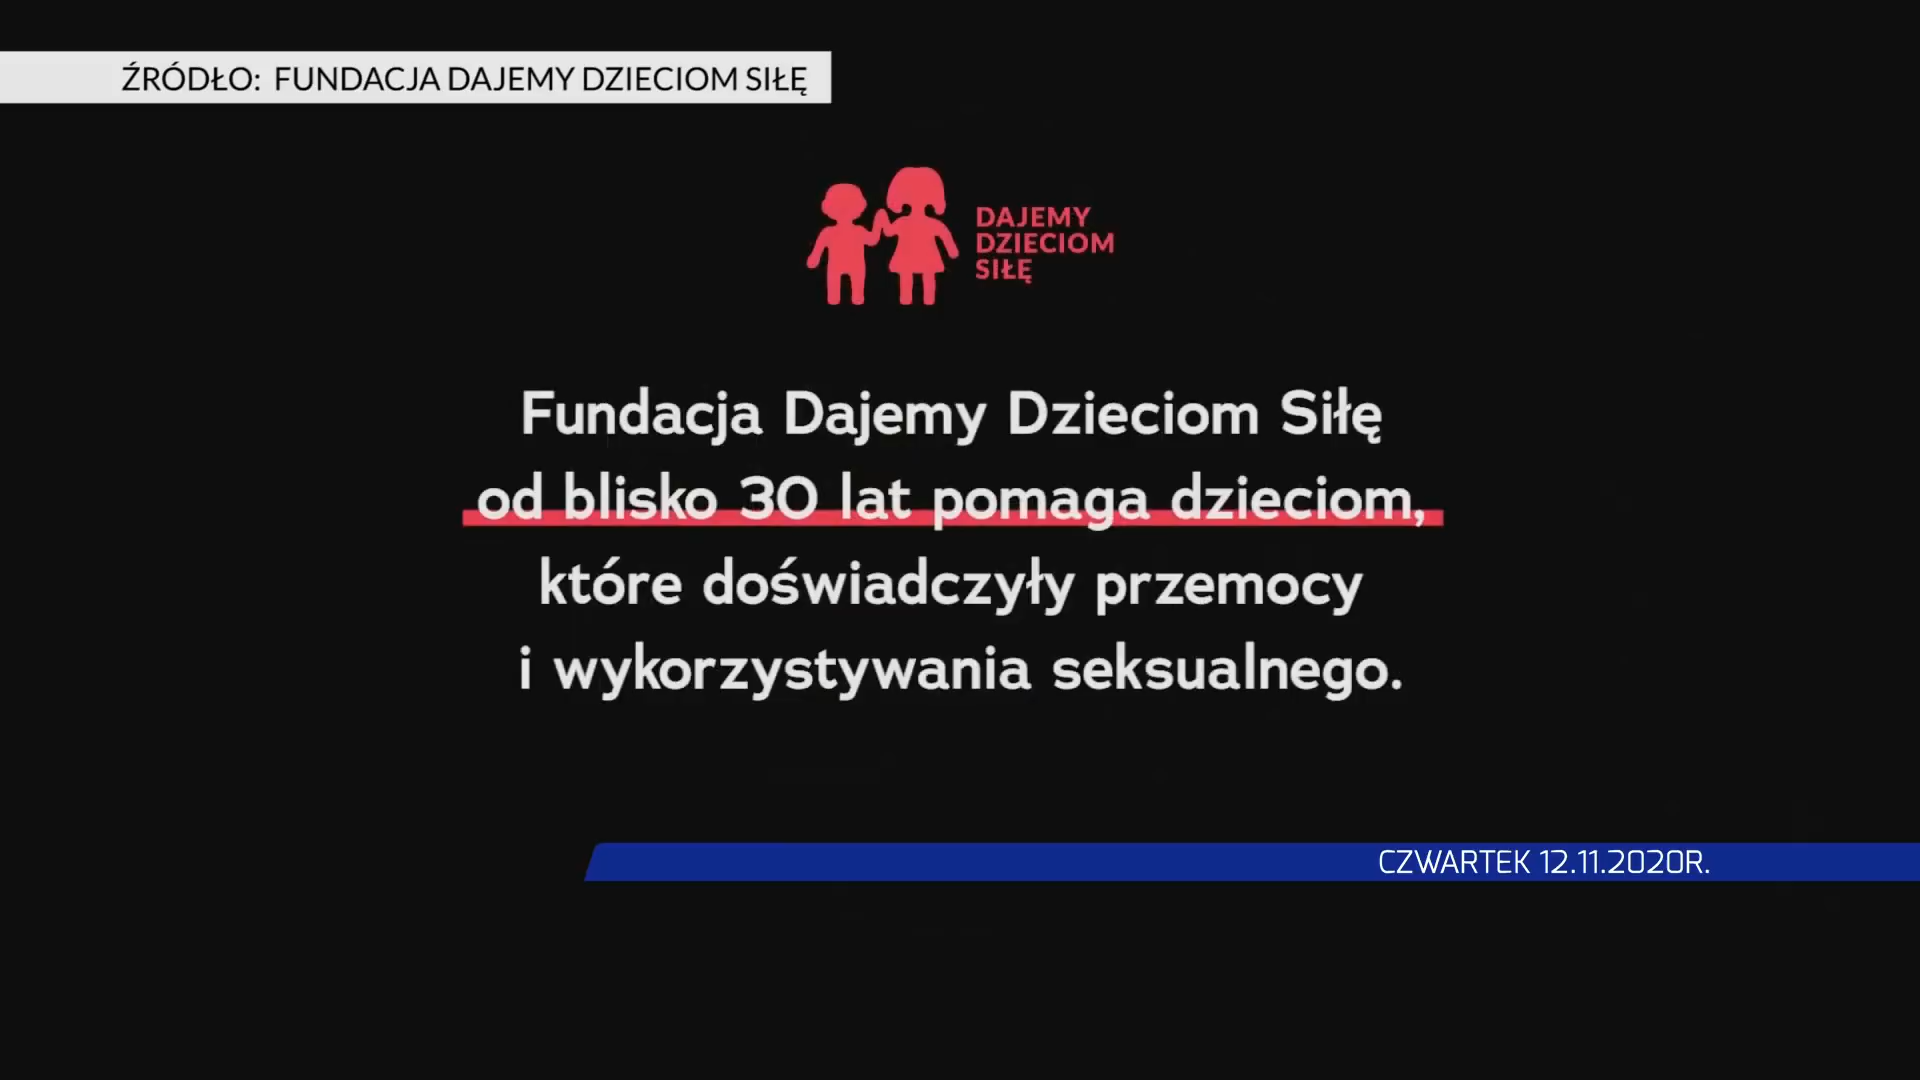 ŹRÓDŁO: FUNDACJA DAJEMY DZIECIOM SIŁĘ
DAJEMY
DZIECIOM
SIŁĘ
Fundacja Dajemy Dzieciom Siłę
od blisko 30 lat pomaga dzieciom,
które doświadczyły przemocy
i wykorzystywania seksualnego.
CZWARTEK 12.11.2020R.